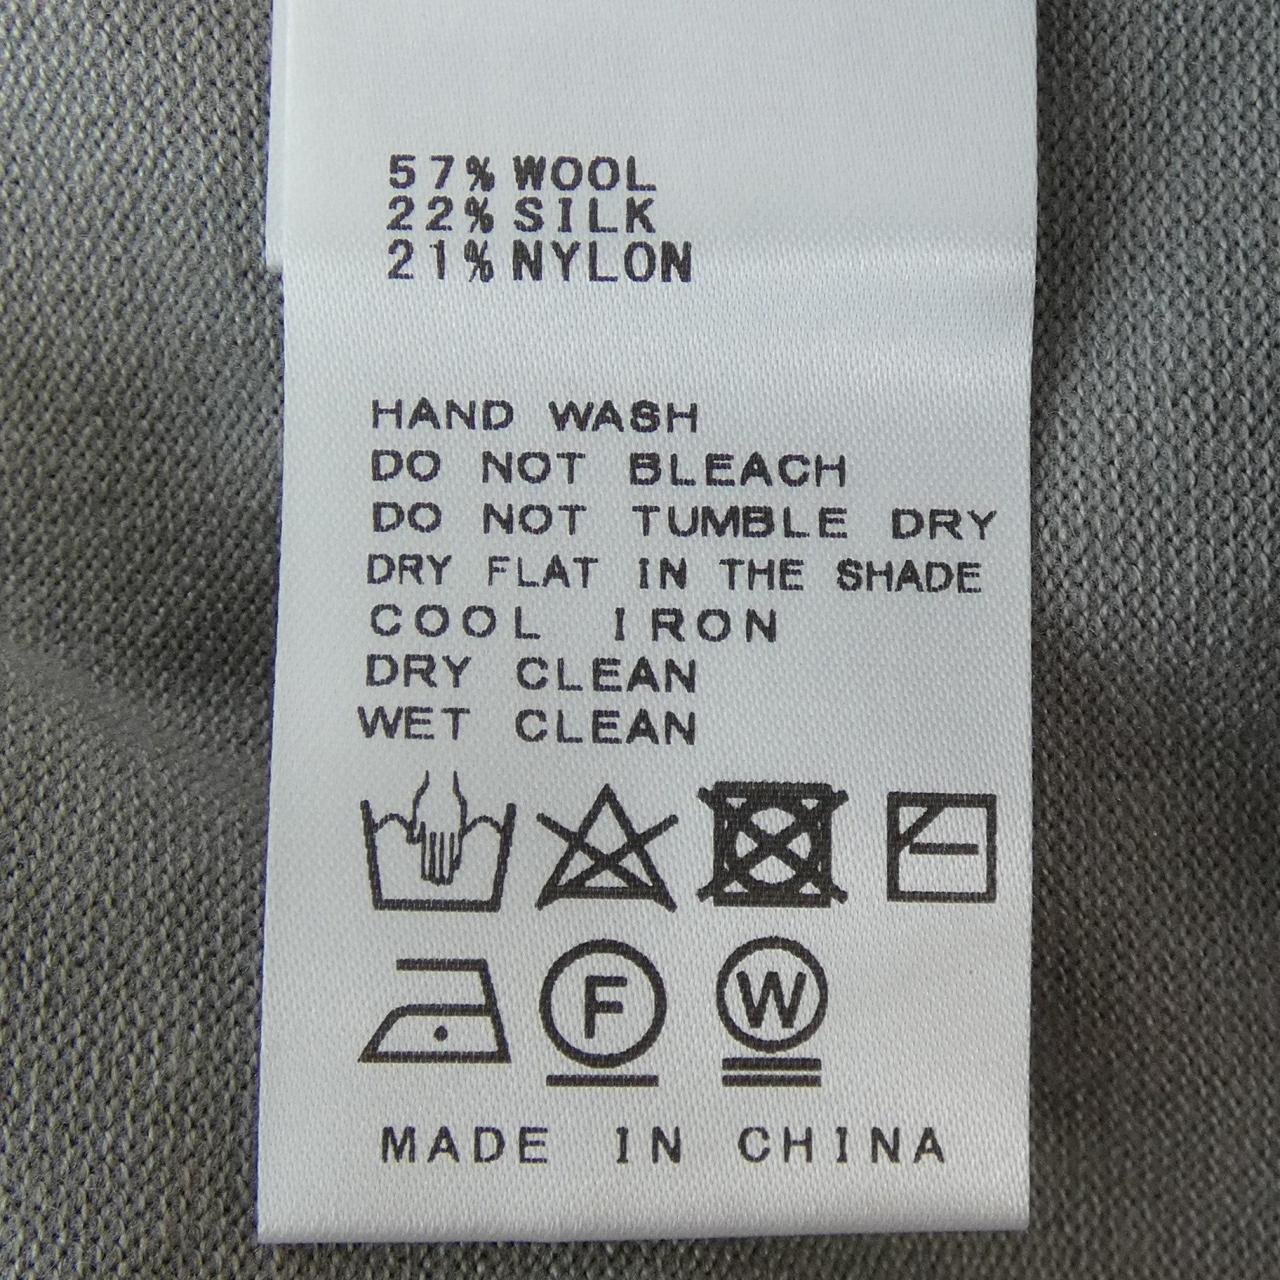 57% WOOL
22% SILK
21% NYLON
HAND WASH
DO NOT BLEACH
DO NOT TUMBLE DRY
DRY FLAT IN THE SHADE
COOL IRON
DRY CLEAN
WET CLEAN
F W
MADE IN CHINA